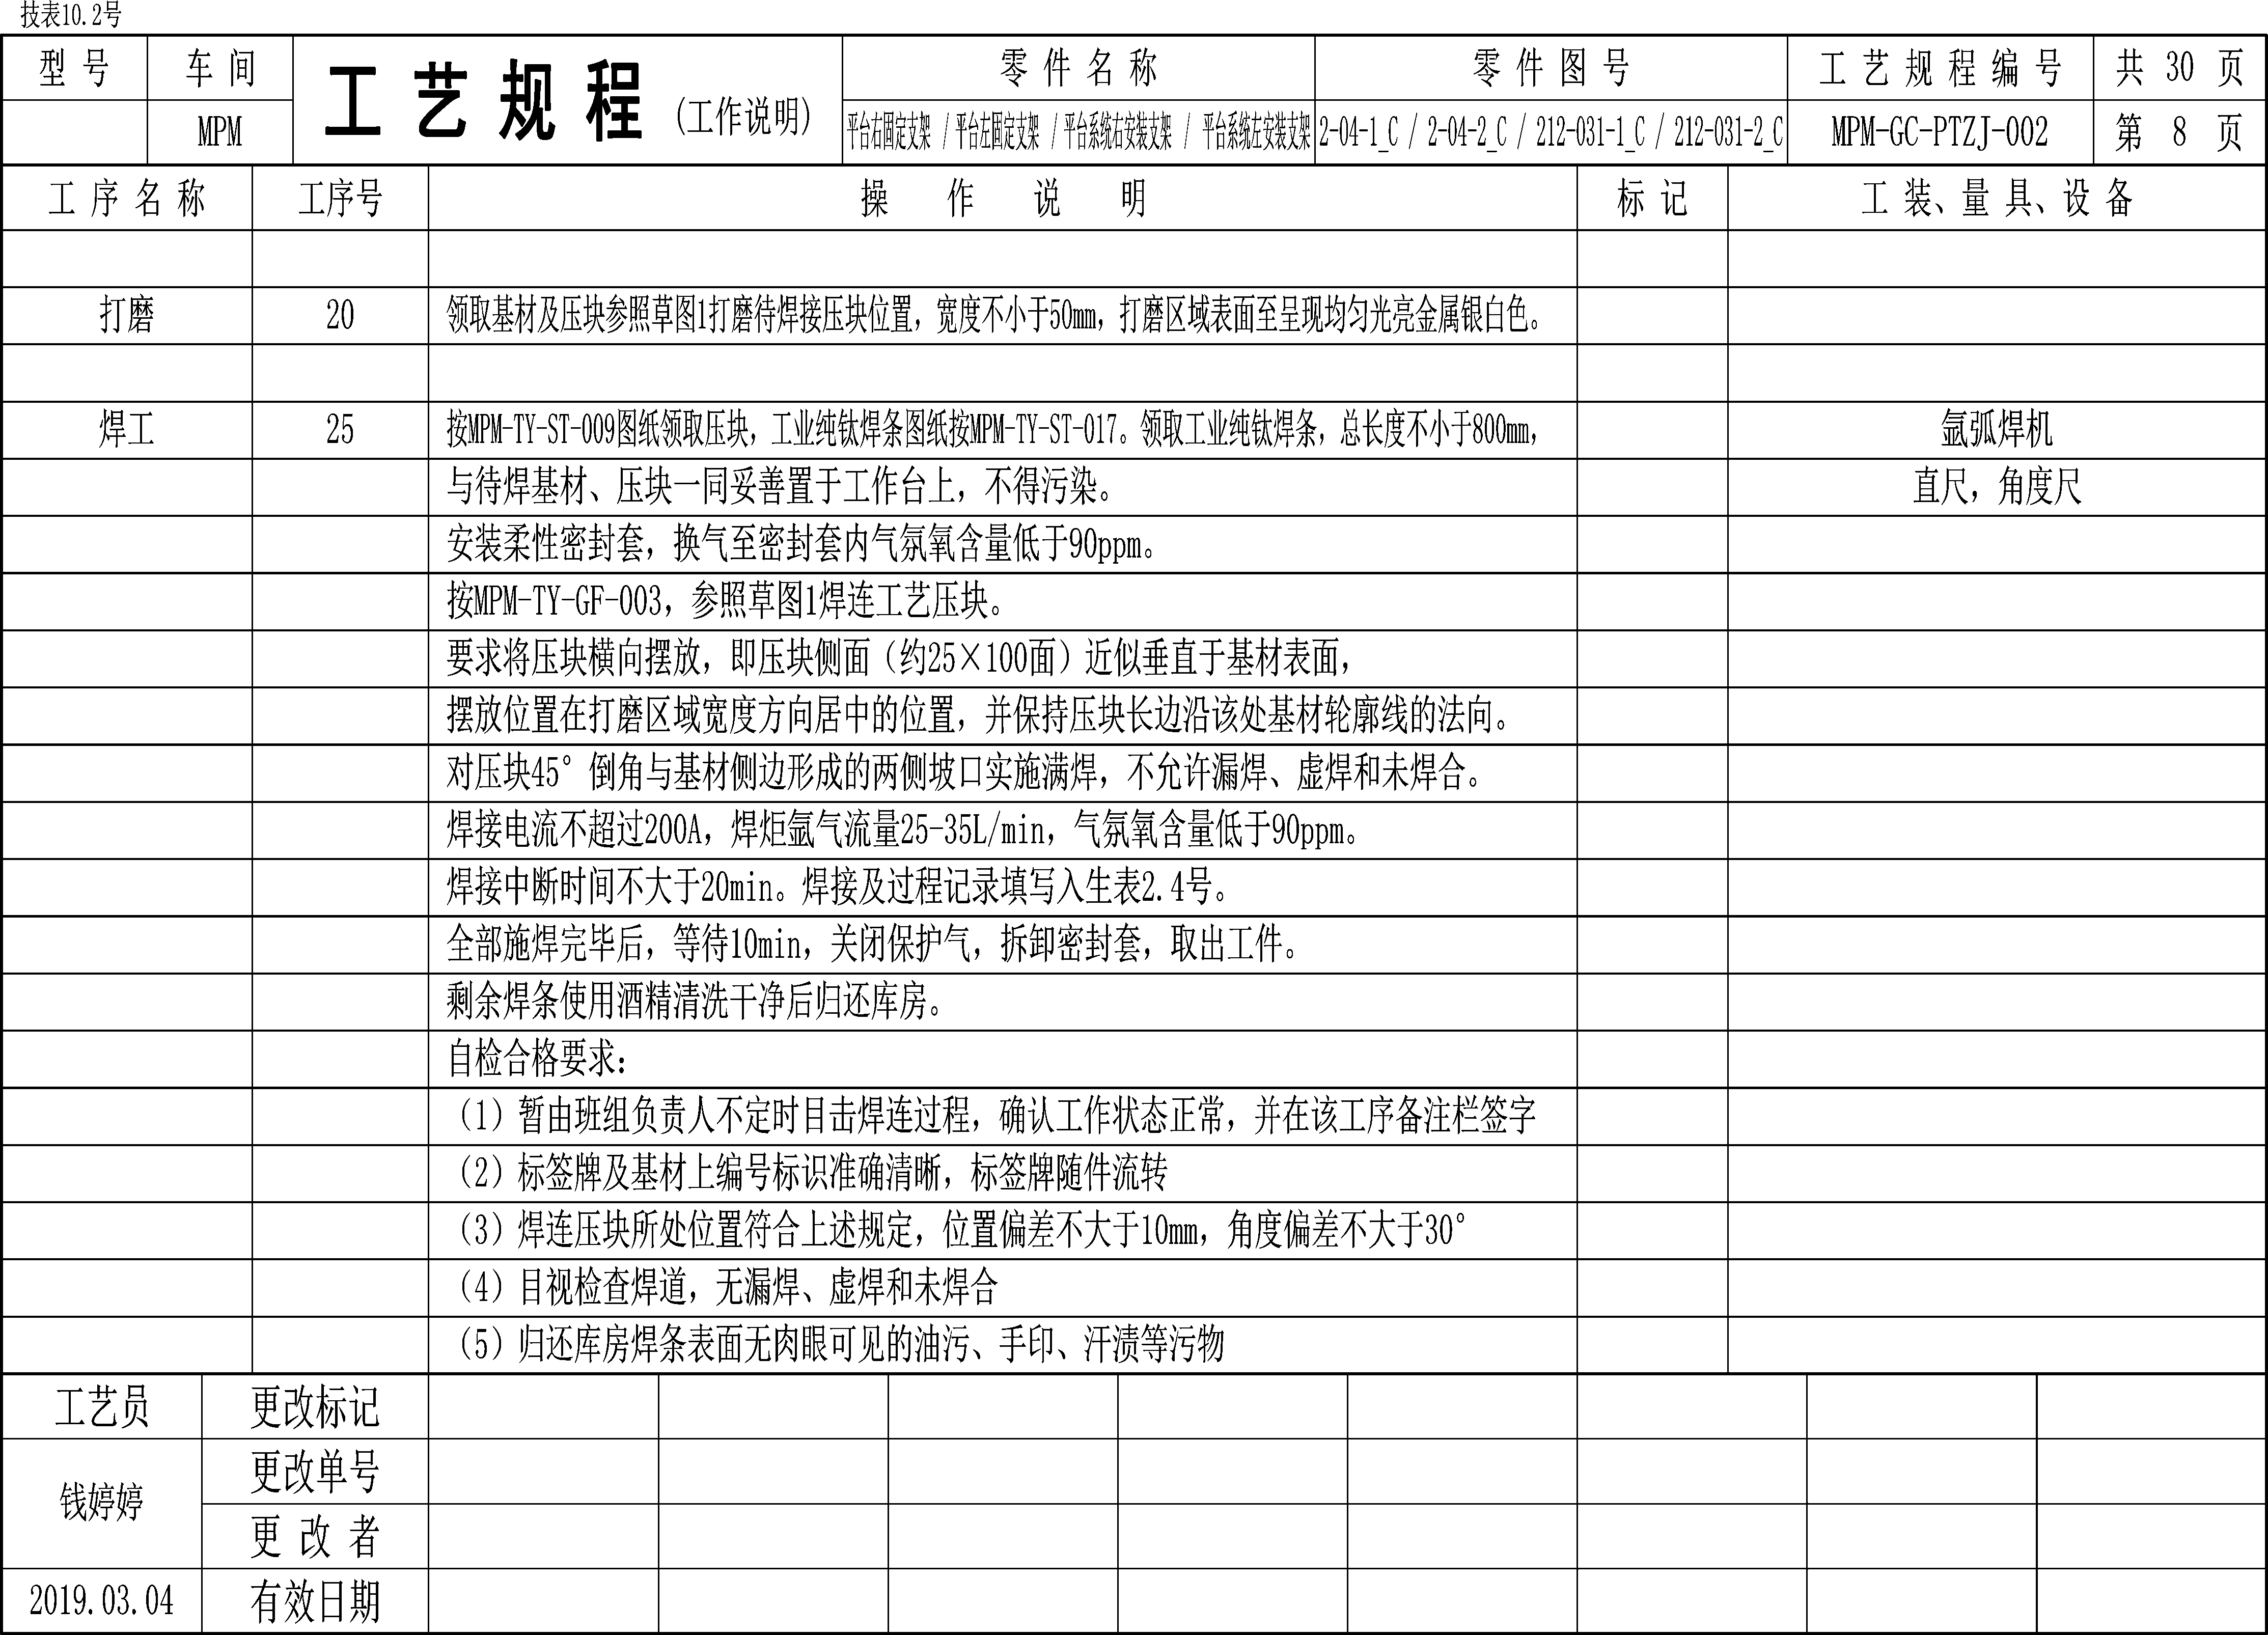 技表10.2号
型 号 车 间 工 艺 规 程 (工作说明) 零 件 名 称 零 件 图 号 工 艺 规 程 编 号 共 30 页
MPM 平台右固定支架 / 平台左固定支架 / 平台系统右安装支架 / 平台系统左安装支架 2-04-1_C / 2-04-2_C / 212-031-1_C / 212-031-2_C MPM-GC-PTZJ-002 第 8 页
工 序 名 称 工序号 操 作 说 明 标 记 工 装、量 具、设 备
打磨 20 领取基材及压块参照草图1打磨待焊接压块位置，宽度不小于50mm，打磨区域表面至呈现均匀光亮金属银白色。
焊工 25 按MPM-TY-ST-009图纸领取压块，工业纯钛焊条图纸按MPM-TY-ST-017。领取工业纯钛焊条，总长度不小于800mm， 氩弧焊机
与待焊基材、压块一同妥善置于工作台上，不得污染。 直尺，角度尺
安装柔性密封套，换气至密封套内气氛氧含量低于90ppm。
按MPM-TY-GF-003，参照草图1焊连工艺压块。
要求将压块横向摆放，即压块侧面（约25×100面）近似垂直于基材表面，
摆放位置在打磨区域宽度方向居中的位置，并保持压块长边沿该处基材轮廓线的法向。
对压块45°倒角与基材侧边形成的两侧坡口实施满焊，不允许漏焊、虚焊和未焊合。
焊接电流不超过200A，焊炬氩气流量25-35L/min，气氛氧含量低于90ppm。
焊接中断时间不大于20min。焊接及过程记录填写入生表2.4号。
全部施焊完毕后，等待10min，关闭保护气，拆卸密封套，取出工件。
剩余焊条使用酒精清洗干净后归还库房。
自检合格要求：
（1）暂由班组负责人不定时目击焊连过程，确认工作状态正常，并在该工序备注栏签字
（2）标签牌及基材上编号标识准确清晰，标签牌随件流转
（3）焊连压块所处位置符合上述规定，位置偏差不大于10mm，角度偏差不大于30°
（4）目视检查焊道，无漏焊、虚焊和未焊合
（5）归还库房焊条表面无肉眼可见的油污、手印、汗渍等污物
工艺员 更改标记
钱婷婷 更改单号
更 改 者
2019.03.04 有效日期